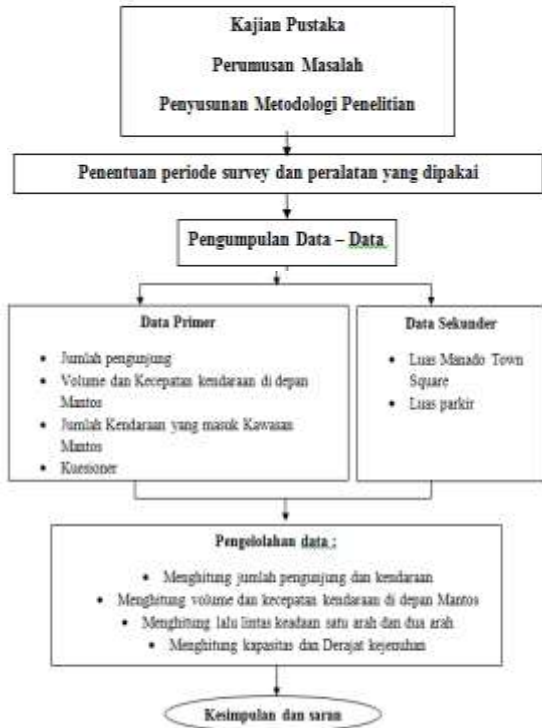 Kajian Pustaka
Perumusan Masalah
Penyusunan Metodologi Penelitian
Penentuan periode survey dan peralatan yang dipakai
Pengumpulan Data – Data
Data Primer
• Jumlah pengunjung
• Volume dan Kecepatan kendaraan di depan
Mantos
• Jumlah Kendaraan yang masuk Kawasan
Mantos
• Kuesioner
Data Sekunder
• Luas Manado Town
Square
• Luas parkir
Pengelolahan data :
• Menghitung jumlah pengunjung dan kendaraan
• Menghitung volume dan kecepatan kendaraan di depan Mantos
• Menghitung lalu lintas keadaan satu arah dan dua arah
• Menghitung kapasitas dan Derajat kejenuhan
Kesimpulan dan saran